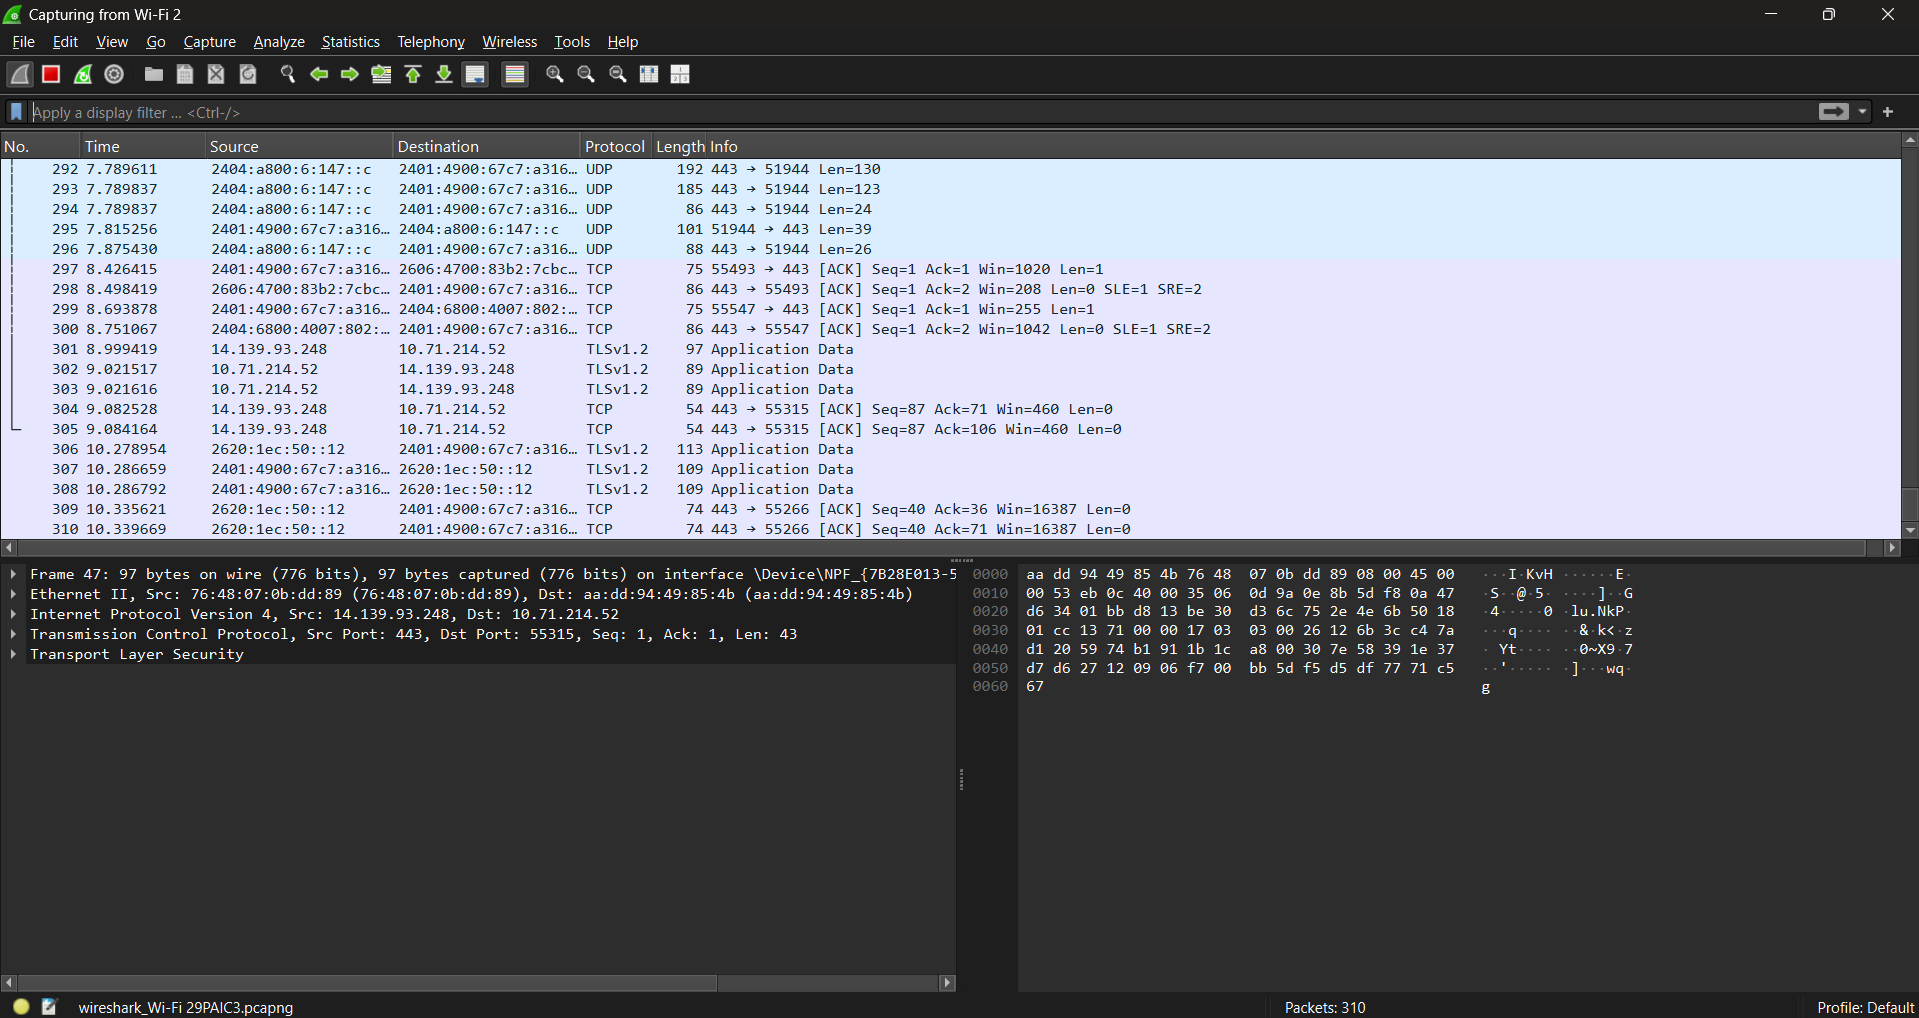 Capturing from Wi-Fi 2
File Edit View Go Capture Analyze Statistics Telephony Wireless Tools Help
Apply a display filter ... <Ctrl-/>
No. Time Source Destination Protocol Length Info
292 7.789611 2404:a800:6:147::c 2401:4900:67c7:a316… UDP 192 443 → 51944 Len=130
293 7.789837 2404:a800:6:147::c 2401:4900:67c7:a316… UDP 185 443 → 51944 Len=123
294 7.789837 2404:a800:6:147::c 2401:4900:67c7:a316… UDP 86 443 → 51944 Len=24
295 7.815256 2401:4900:67c7:a316… 2404:a800:6:147::c UDP 101 51944 → 443 Len=39
296 7.875430 2404:a800:6:147::c 2401:4900:67c7:a316… UDP 88 443 → 51944 Len=26
297 8.426415 2401:4900:67c7:a316… 2606:4700:83b2:7cbc… TCP 75 55493 → 443 [ACK] Seq=1 Ack=1 Win=1020 Len=1
298 8.498419 2606:4700:83b2:7cbc… 2401:4900:67c7:a316… TCP 86 443 → 55493 [ACK] Seq=1 Ack=2 Win=208 Len=0 SLE=1 SRE=2
299 8.693878 2401:4900:67c7:a316… 2404:6800:4007:802:… TCP 75 55547 → 443 [ACK] Seq=1 Ack=1 Win=255 Len=1
300 8.751067 2404:6800:4007:802:… 2401:4900:67c7:a316… TCP 86 443 → 55547 [ACK] Seq=1 Ack=2 Win=1042 Len=0 SLE=1 SRE=2
301 8.999419 14.139.93.248 10.71.214.52 TLSv1.2 97 Application Data
302 9.021517 10.71.214.52 14.139.93.248 TLSv1.2 89 Application Data
303 9.021616 10.71.214.52 14.139.93.248 TLSv1.2 89 Application Data
304 9.082528 14.139.93.248 10.71.214.52 TCP 54 443 → 55315 [ACK] Seq=87 Ack=71 Win=460 Len=0
305 9.084164 14.139.93.248 10.71.214.52 TCP 54 443 → 55315 [ACK] Seq=87 Ack=106 Win=460 Len=0
306 10.278954 2620:1ec:50::12 2401:4900:67c7:a316… TLSv1.2 113 Application Data
307 10.286659 2401:4900:67c7:a316… 2620:1ec:50::12 TLSv1.2 109 Application Data
308 10.286792 2401:4900:67c7:a316… 2620:1ec:50::12 TLSv1.2 109 Application Data
309 10.335621 2620:1ec:50::12 2401:4900:67c7:a316… TCP 74 443 → 55266 [ACK] Seq=40 Ack=36 Win=16387 Len=0
310 10.339669 2620:1ec:50::12 2401:4900:67c7:a316… TCP 74 443 → 55266 [ACK] Seq=40 Ack=71 Win=16387 Len=0
Frame 47: 97 bytes on wire (776 bits), 97 bytes captured (776 bits) on interface \Device\NPF_{7B28E013-5
Ethernet II, Src: 76:48:07:0b:dd:89 (76:48:07:0b:dd:89), Dst: aa:dd:94:49:85:4b (aa:dd:94:49:85:4b)
Internet Protocol Version 4, Src: 14.139.93.248, Dst: 10.71.214.52
Transmission Control Protocol, Src Port: 443, Dst Port: 55315, Seq: 1, Ack: 1, Len: 43
Transport Layer Security
0000 aa dd 94 49 85 4b 76 48 07 0b dd 89 08 00 45 00 ···I·KvH ······E·
0010 00 53 eb 0c 40 00 35 06 0d 9a 0e 8b 5d f8 0a 47 ·S··@·5· ····]··G
0020 d6 34 01 bb d8 13 be 30 d3 6c 75 2e 4e 6b 50 18 ·4·····0 ·lu.NkP·
0030 01 cc 13 71 00 00 17 03 03 00 26 12 6b 3c c4 7a ···q···· ··&·k<·z
0040 d1 20 59 74 b1 91 1b 1c a8 00 30 7e 58 39 1e 37 · Yt···· ··0~X9·7
0050 d7 d6 27 12 09 06 f7 00 bb 5d f5 d5 df 77 71 c5 ··'····· ·]···wq·
0060 67 g
wireshark_Wi-Fi 29PAIC3.pcapng Packets: 310 Profile: Default